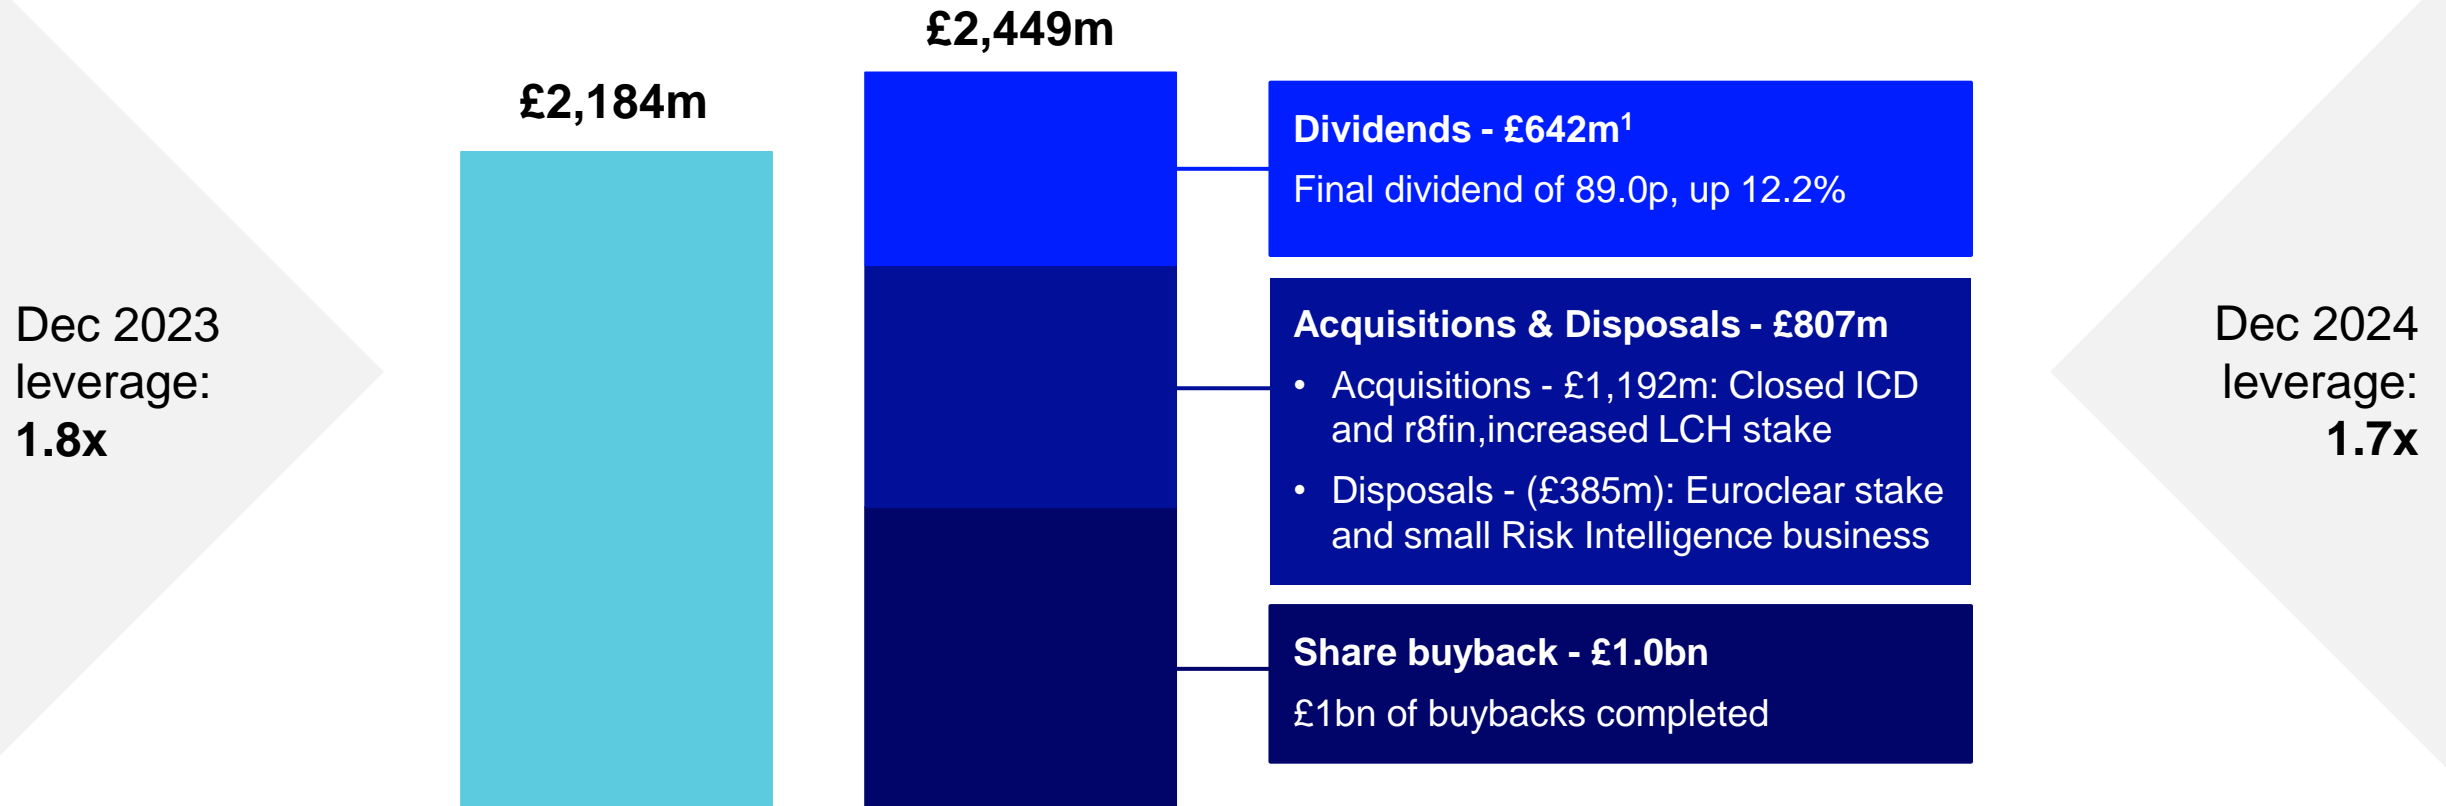 £2,449m
£2,184m
Dec 2023
leverage:
1.8x
Dividends - £642m¹
Final dividend of 89.0p, up 12.2%
Acquisitions & Disposals - £807m
• Acquisitions - £1,192m: Closed ICD
and r8fin,increased LCH stake
• Disposals - (£385m): Euroclear stake
and small Risk Intelligence business
Share buyback - £1.0bn
£1bn of buybacks completed
Dec 2024
leverage:
1.7x